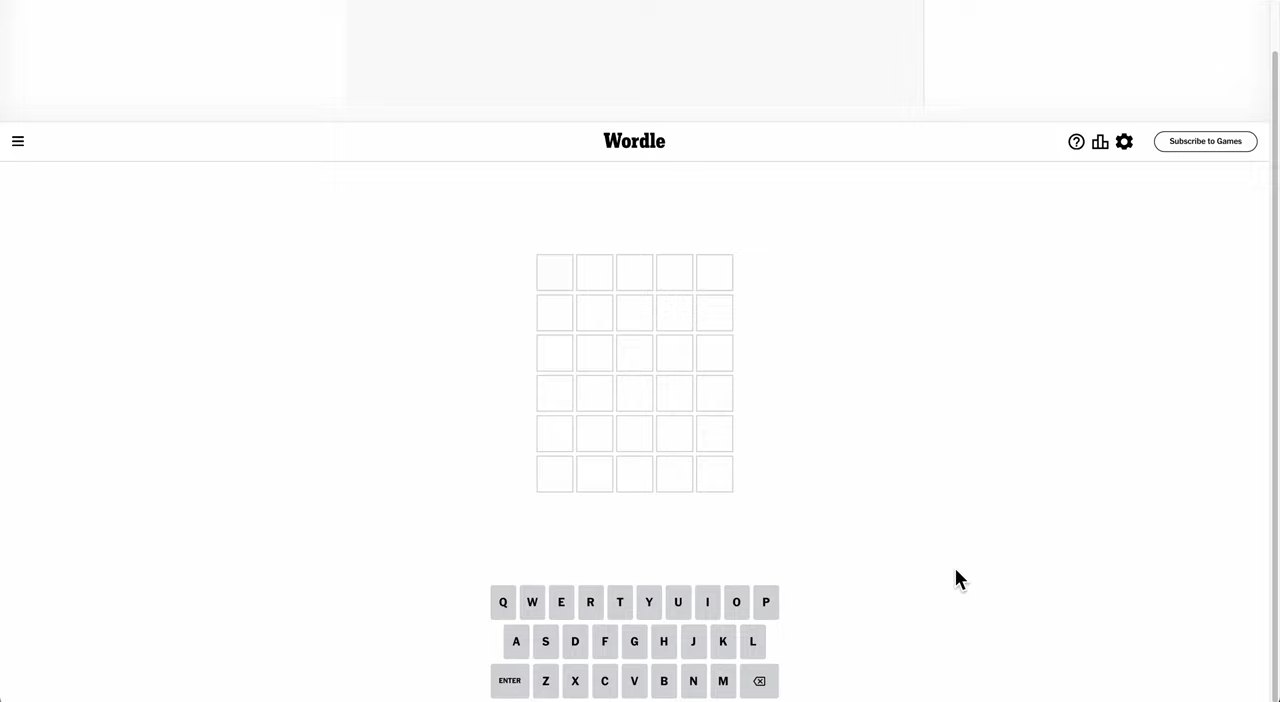 Wordle
Subscribe to Games
Q W E R T Y U I O P
A S D F G H J K L
ENTER Z X C V B N M